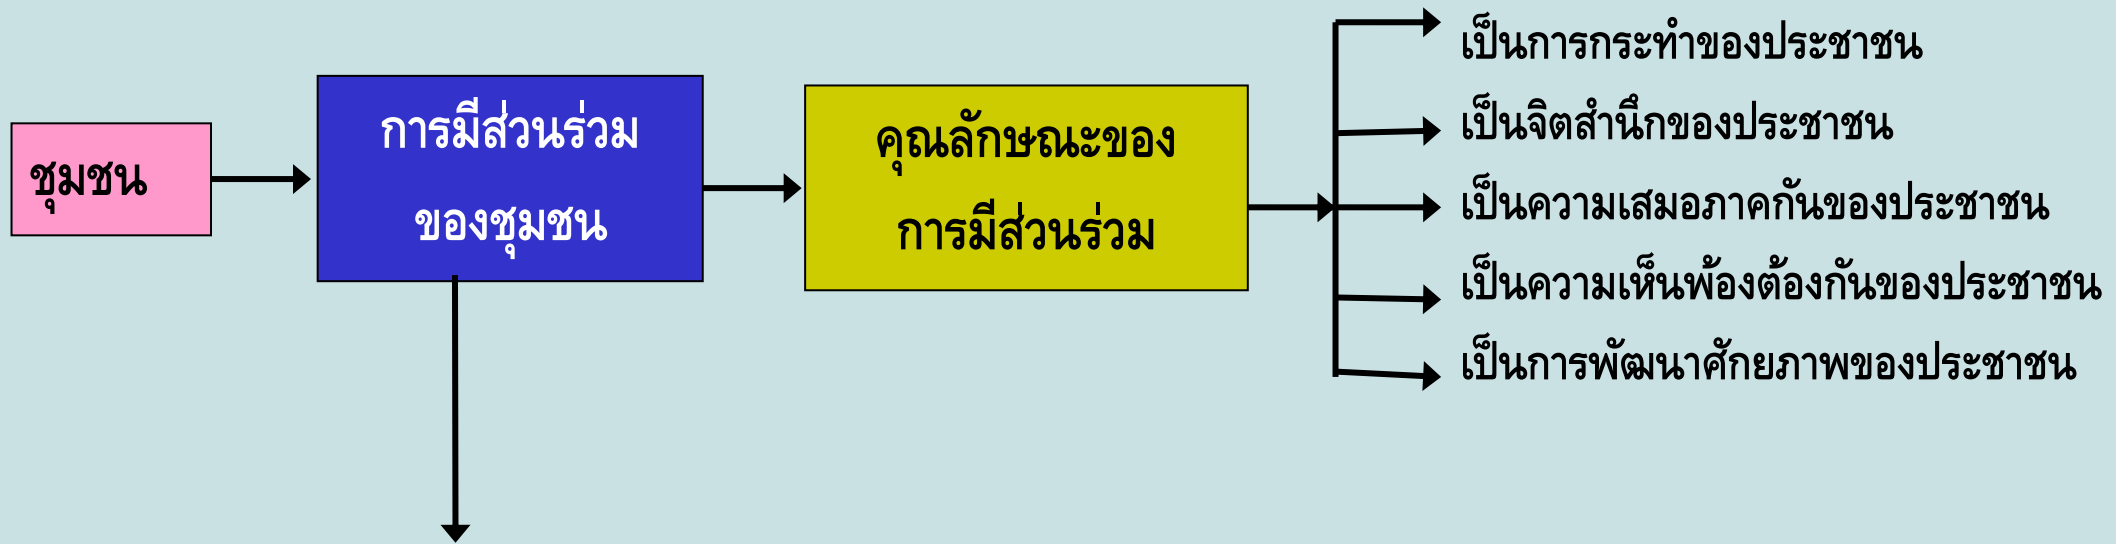 ชุมชน
การมีส่วนร่วม
ของชุมชน
คุณลักษณะของ
การมีส่วนร่วม
เป็นการกระทำของประชาชน
เป็นจิตสำนึกของประชาชน
เป็นความเสมอภาคกันของประชาชน
เป็นความเห็นพ้องต้องกันของประชาชน
เป็นการพัฒนาศักยภาพของประชาชน